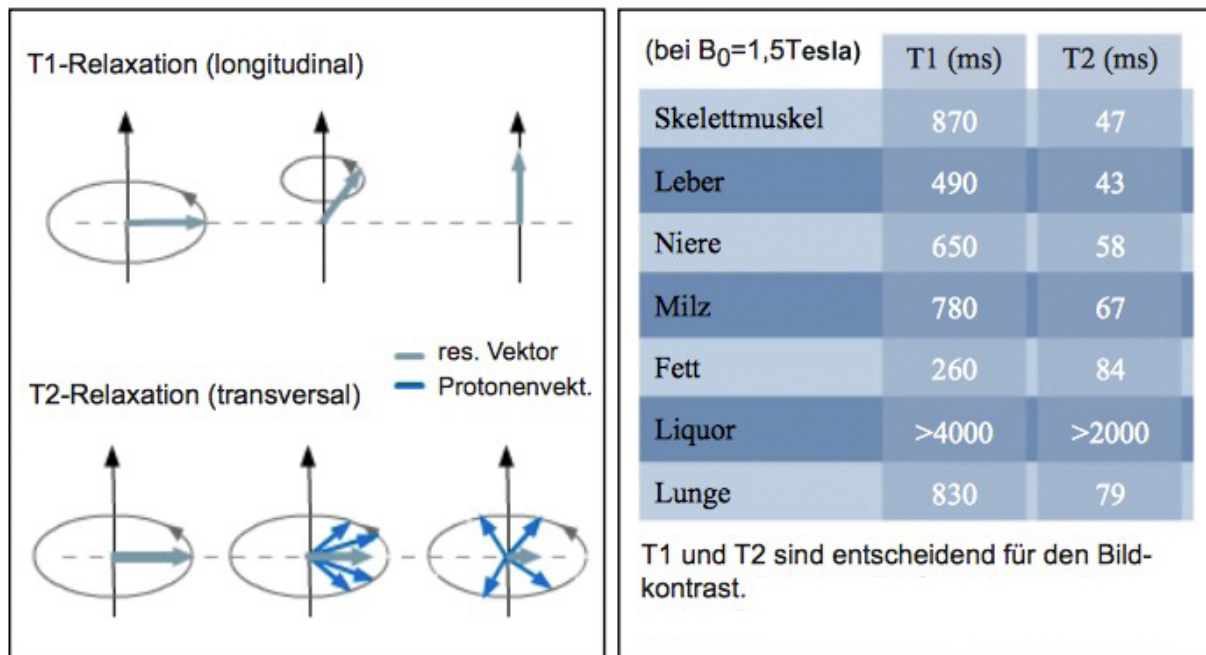 T1-Relaxation (longitudinal)
res. Vektor
Protonenvekt.
T2-Relaxation (transversal)
(bei B0=1,5Tesla) T1 (ms) T2 (ms)
Skelettmuskel 870 47
Leber 490 43
Niere 650 58
Milz 780 67
Fett 260 84
Liquor >4000 >2000
Lunge 830 79
T1 und T2 sind entscheidend für den Bild-
kontrast.